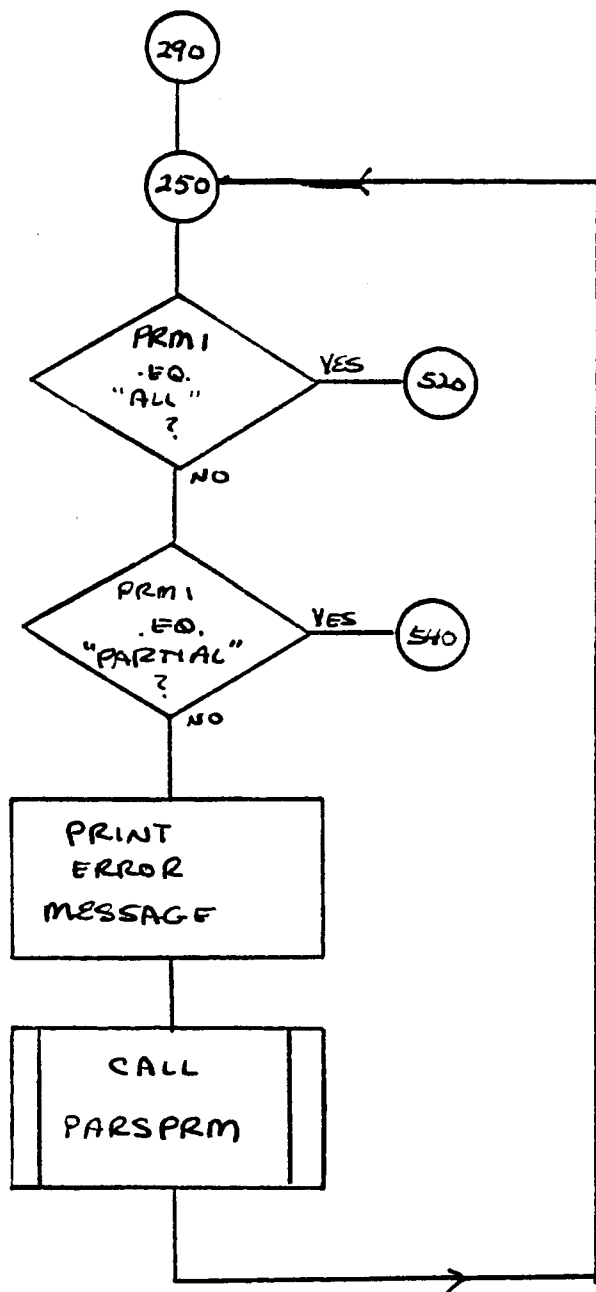 290
250
PRM1
.EQ.
"ALL"
?
YES
520
NO
PRM1
.EQ.
"PARTIAL"
?
YES
540
NO
PRINT
ERROR
MESSAGE
CALL
PARSPRM